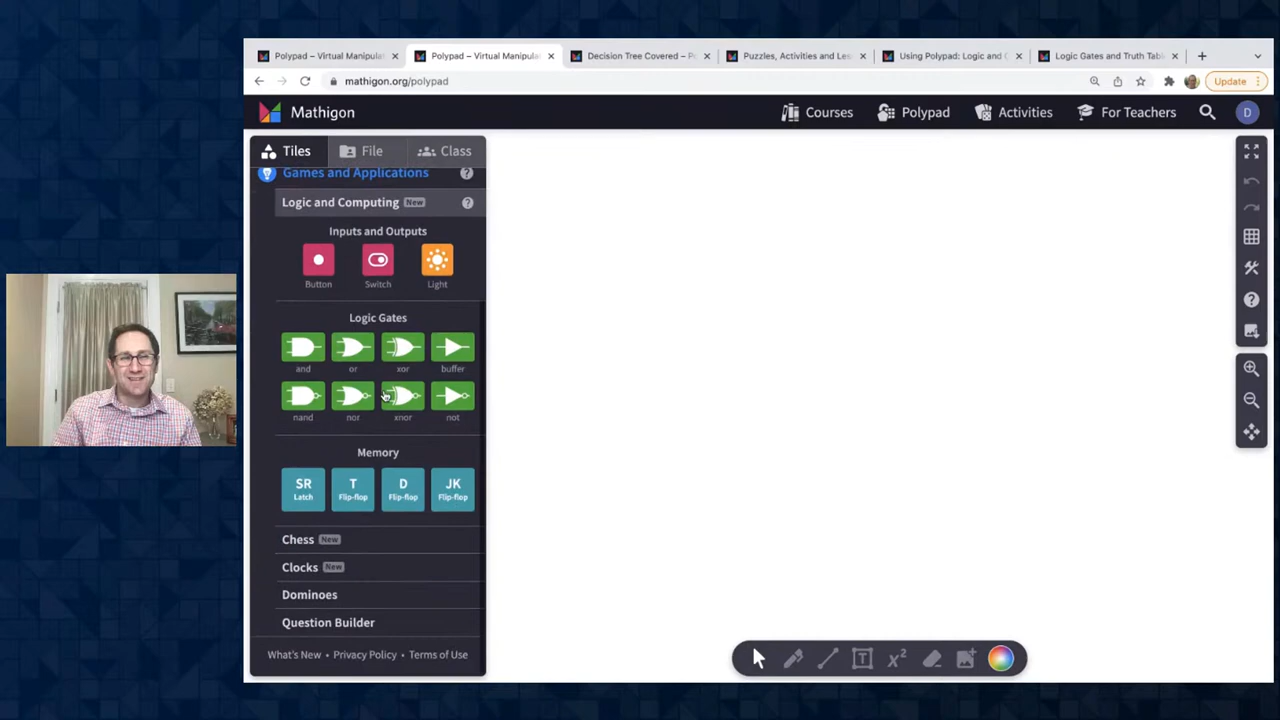 Polypad – Virtual Manipulat
Polypad – Virtual Manipula
Decision Tree Covered – P
Puzzles, Activities and Les
Using Polypad: Logic and
Logic Gates and Truth Tab
mathigon.org/polypad
Update
Mathigon
Courses
Polypad
Activities
For Teachers
D
Tiles
File
Class
Games and Applications
?
Logic and Computing New
?
Inputs and Outputs
Button Switch Light
Logic Gates
and or xor buffer
nand nor xnor not
Memory
SR T D JK
Latch Flip-flop Flip-flop Flip-flop
Chess New
Clocks New
Dominoes
Question Builder
What's New • Privacy Policy • Terms of Use
T
x²